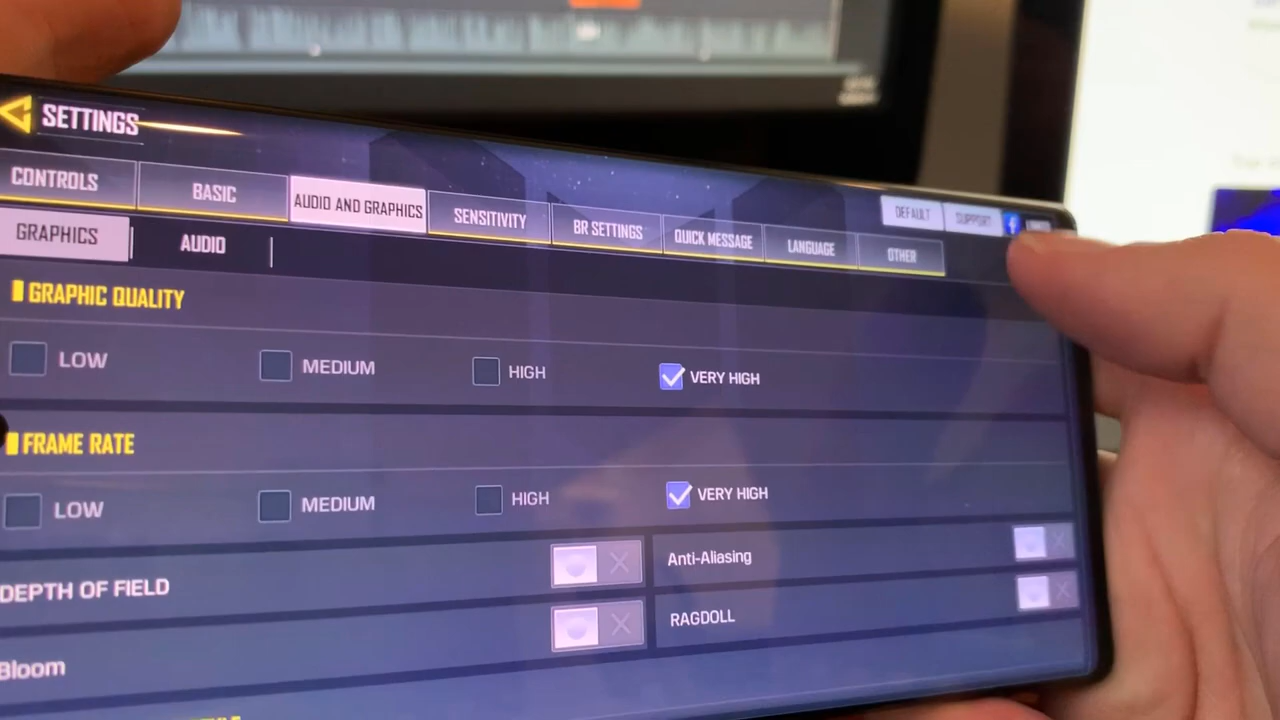 SETTINGS
CONTROLS
BASIC
AUDIO AND GRAPHICS
SENSITIVITY
BR SETTINGS
QUICK MESSAGE
LANGUAGE
OTHER
DEFAULT
SUPPORT
f
GRAPHICS
AUDIO
GRAPHIC QUALITY
LOW
MEDIUM
HIGH
VERY HIGH
FRAME RATE
LOW
MEDIUM
HIGH
VERY HIGH
DEPTH OF FIELD
Anti-Aliasing
Bloom
RAGDOLL